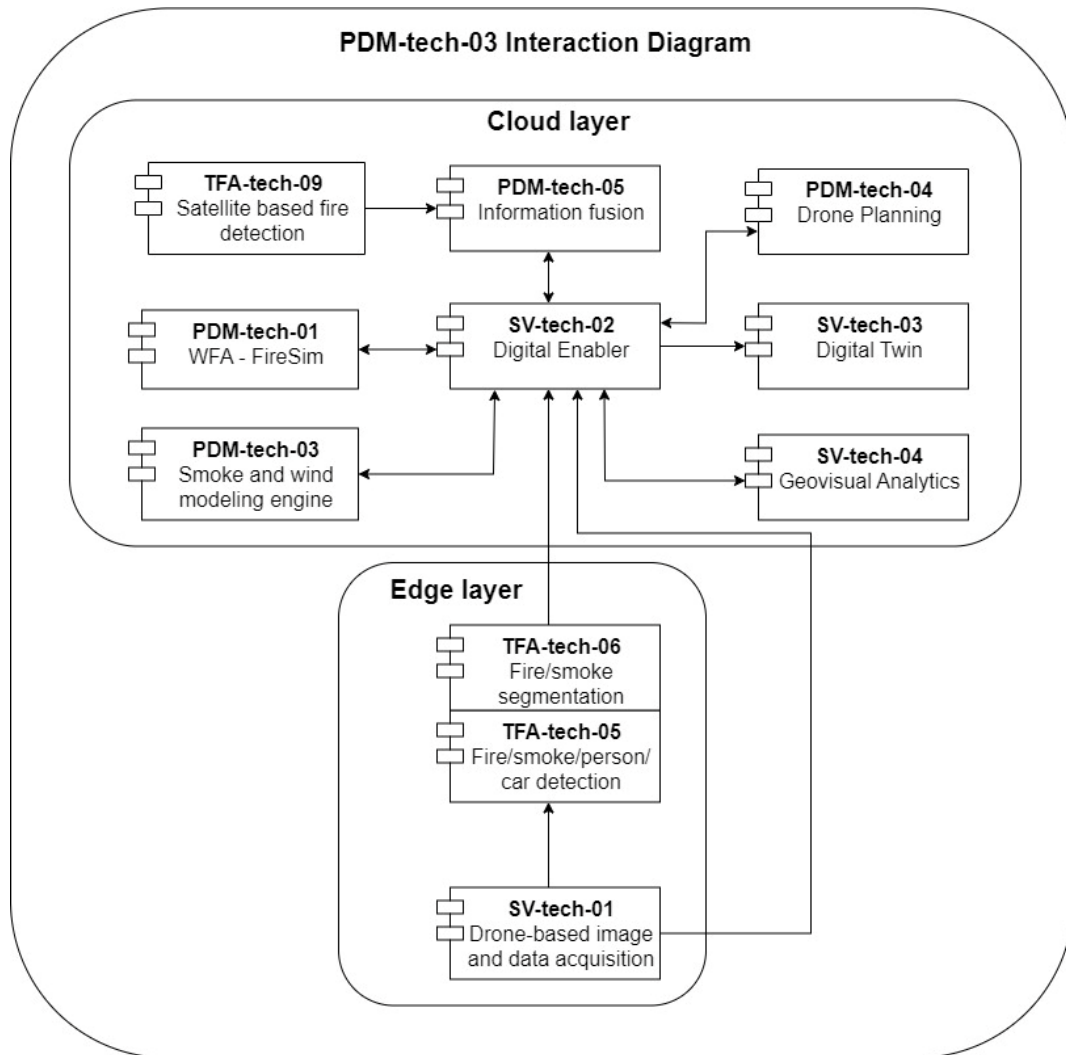 PDM-tech-03 Interaction Diagram
Cloud layer
TFA-tech-09
Satellite based fire
detection
PDM-tech-05
Information fusion
PDM-tech-04
Drone Planning
PDM-tech-01
WFA - FireSim
SV-tech-02
Digital Enabler
SV-tech-03
Digital Twin
PDM-tech-03
Smoke and wind
modeling engine
SV-tech-04
Geovisual Analytics
Edge layer
TFA-tech-06
Fire/smoke
segmentation
TFA-tech-05
Fire/smoke/person/
car detection
SV-tech-01
Drone-based image
and data acquisition